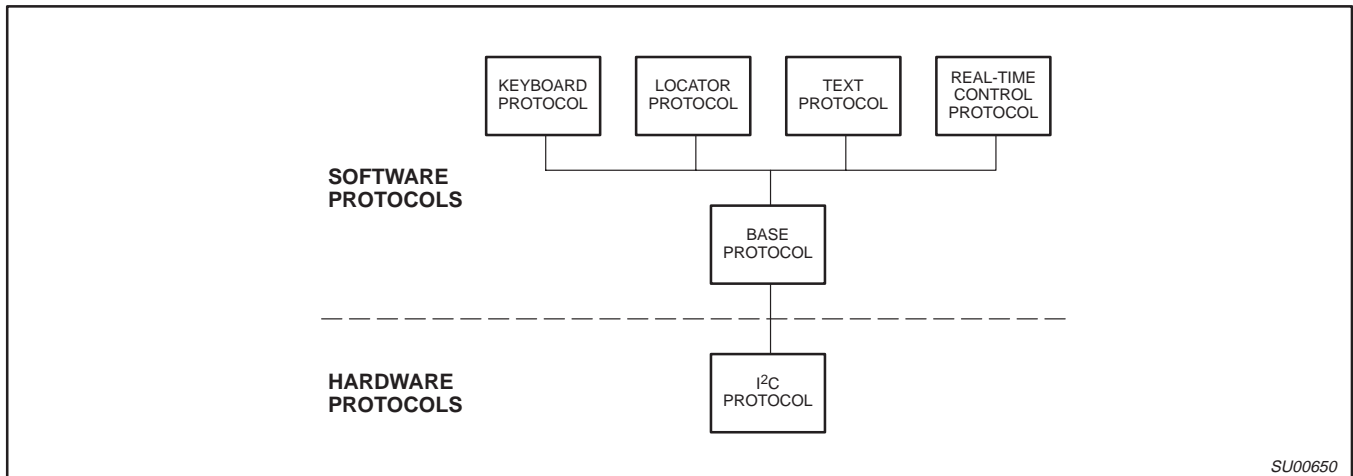 KEYBOARD
PROTOCOL
LOCATOR
PROTOCOL
TEXT
PROTOCOL
REAL-TIME
CONTROL
PROTOCOL
SOFTWARE
PROTOCOLS
BASE
PROTOCOL
HARDWARE
PROTOCOLS
I²C
PROTOCOL
SU00650